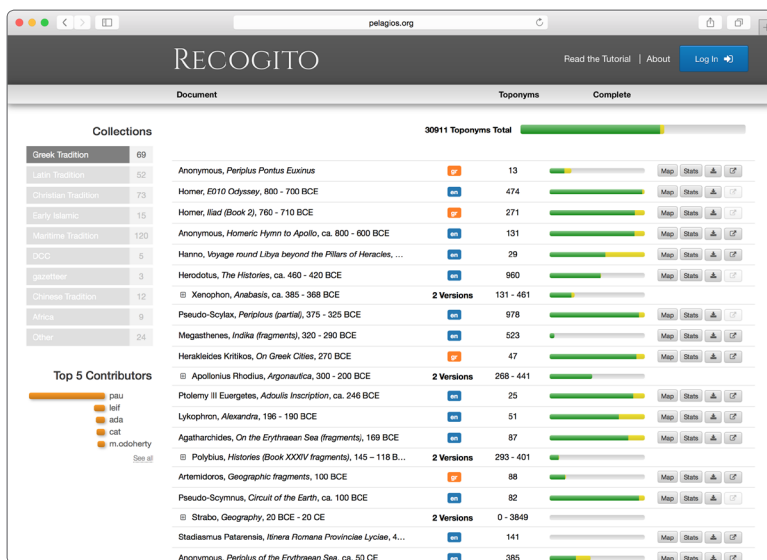 pelagios.org
RECOGITO
Read the Tutorial | About Log In
Document Toponyms Complete
Collections
30911 Toponyms Total
Greek Tradition 69
Latin Tradition 52
Christian Tradition 73
Early Islamic 15
Maritime Tradition 120
DCC 5
gazetteer 3
Chinese Tradition 12
Africa 9
Other 24
Top 5 Contributors
pau
leif
ada
cat
m.odoherty
See all
Anonymous, Periplus Pontus Euxinus gr 13 Map Stats
Homer, E010 Odyssey, 800 - 700 BCE en 474 Map Stats
Homer, Iliad (Book 2), 760 - 710 BCE gr 271 Map Stats
Anonymous, Homeric Hymn to Apollo, ca. 800 - 600 BCE en 131 Map Stats
Hanno, Voyage round Libya beyond the Pillars of Heracles, ... en 29 Map Stats
Herodotus, The Histories, ca. 460 - 420 BCE en 960 Map Stats
Xenophon, Anabasis, ca. 385 - 368 BCE 2 Versions 131 - 461
Pseudo-Scylax, Periplous (partial), 375 - 325 BCE en 978 Map Stats
Megasthenes, Indika (fragments), 320 - 290 BCE en 523 Map Stats
Herakleides Kritikos, On Greek Cities, 270 BCE gr 47 Map Stats
Apollonius Rhodius, Argonautica, 300 - 200 BCE 2 Versions 268 - 441
Ptolemy III Euergetes, Adoulis Inscription, ca. 246 BCE en 25 Map Stats
Lykophron, Alexandra, 196 - 190 BCE en 51 Map Stats
Agatharchides, On the Erythraean Sea (fragments), 169 BCE en 87 Map Stats
Polybius, Histories (Book XXXIV fragments), 145 – 118 B... 2 Versions 293 - 401
Artemidoros, Geographic fragments, 100 BCE gr 88 Map Stats
Pseudo-Scymnus, Circuit of the Earth, ca. 100 BCE en 82 Map Stats
Strabo, Geography, 20 BCE - 20 CE 2 Versions 0 - 3849
Stadiasmus Patarensis, Itinera Romana Provinciae Lyciae, 4... en 141 Map Stats
Anonymous, Periplus of the Erythraean Sea, ca. 50 CE en 385 Map Stats